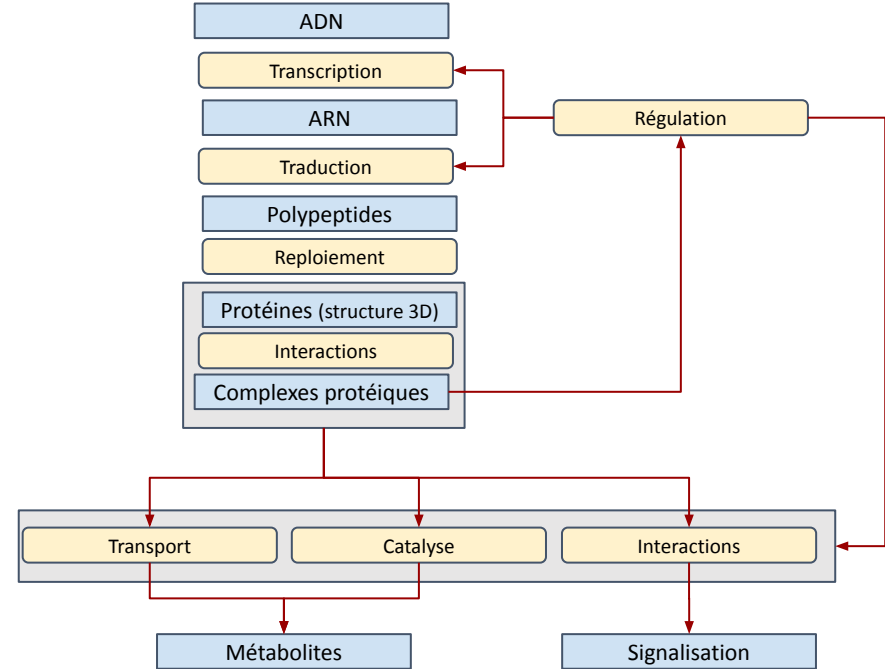 ADN
Transcription
ARN
Régulation
Traduction
Polypeptides
Reploiement
Protéines (structure 3D)
Interactions
Complexes protéiques
Transport
Catalyse
Interactions
Métabolites
Signalisation